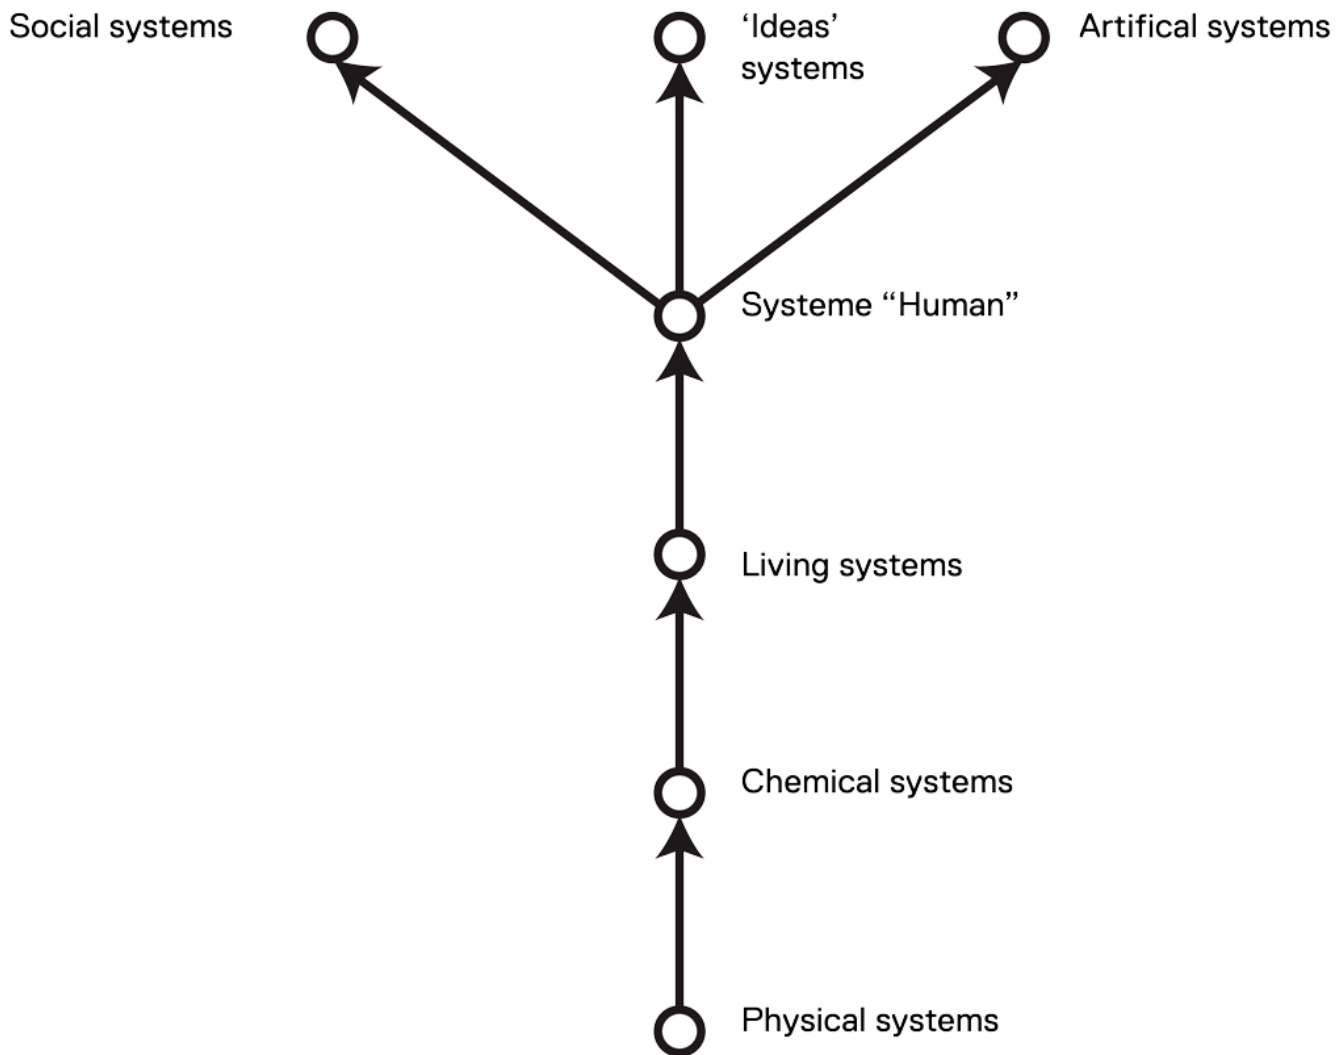 Social systems
‘Ideas’
systems
Artifical systems
Systeme “Human”
Living systems
Chemical systems
Physical systems